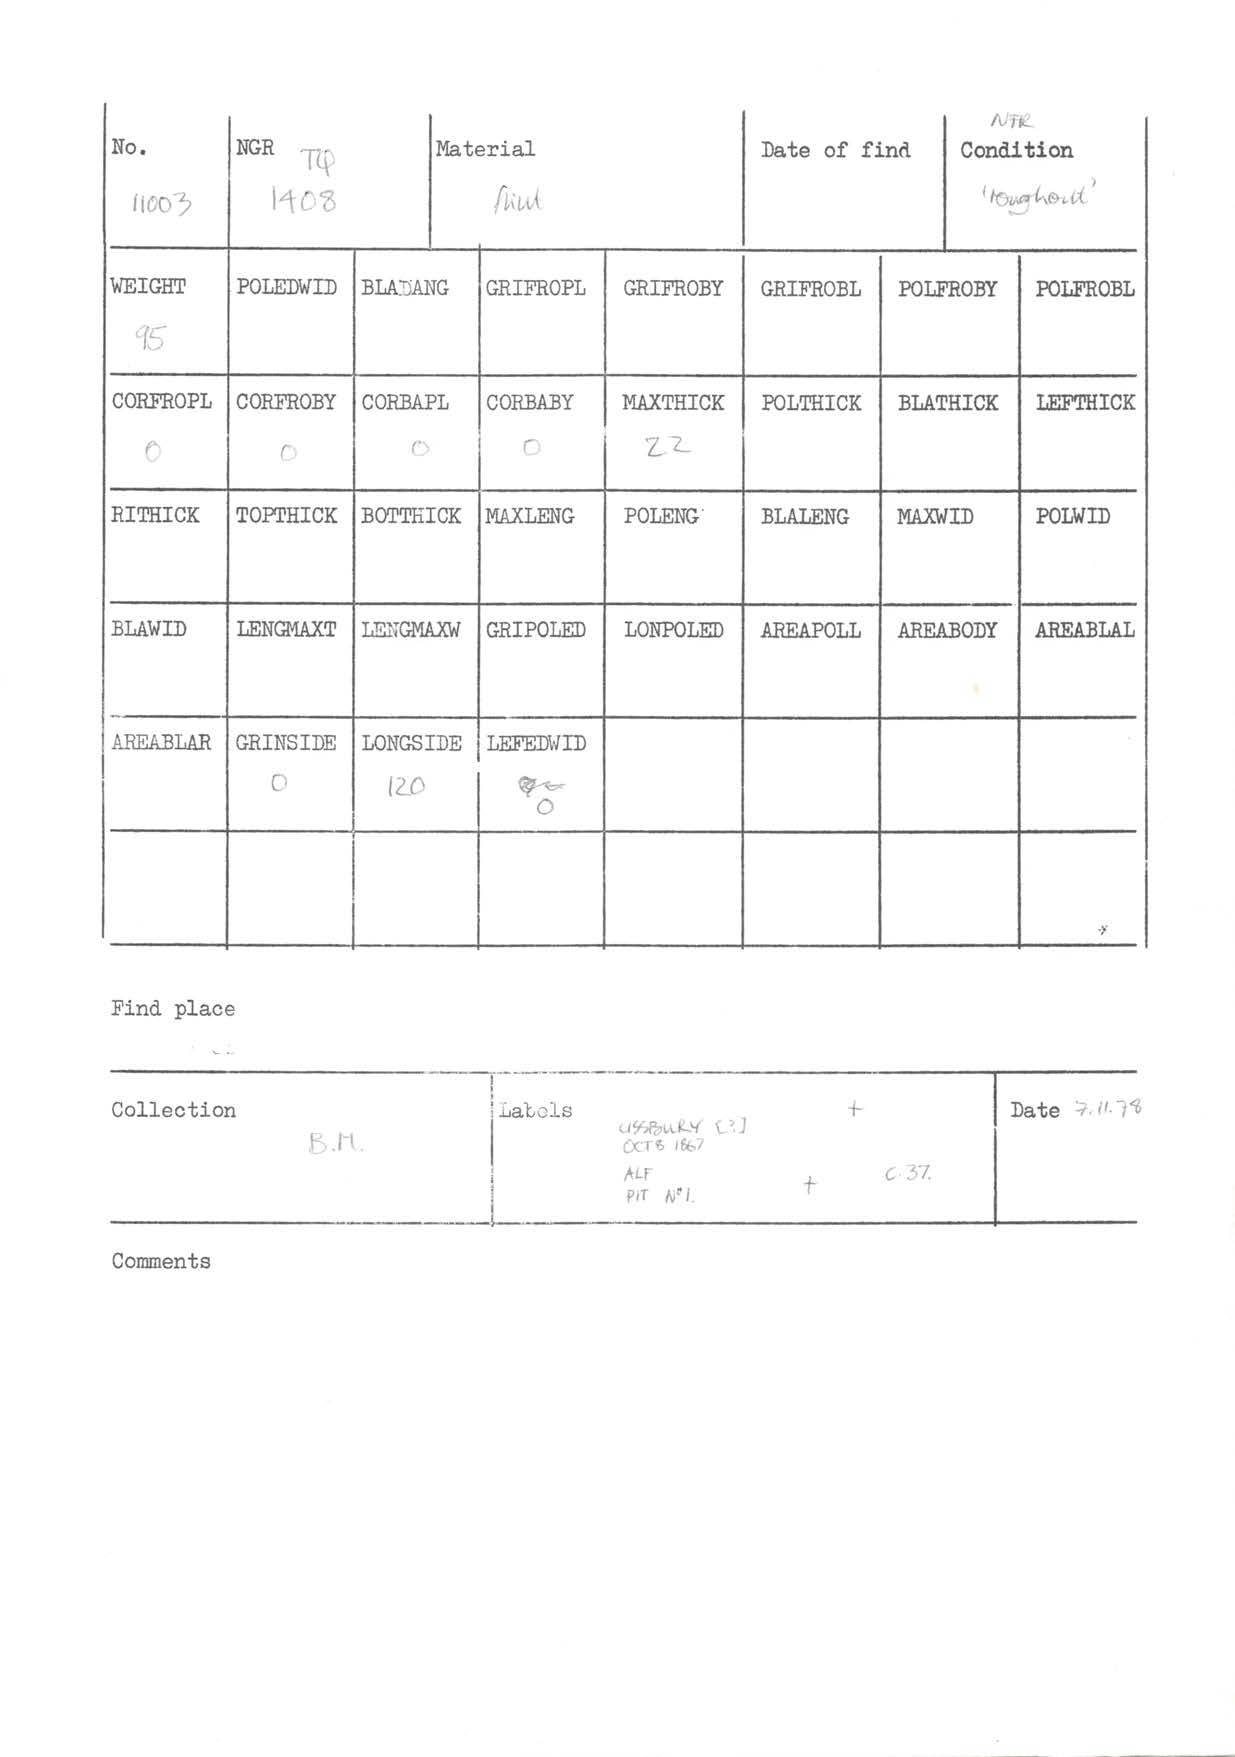 NFR
No. NGR TQ Material Date of find Condition
11003 1408 flint 'roughout'
WEIGHT POLEDWID BLADANG GRIFROPL GRIFROBY GRIFROBL POLFROBY POLFROBL
95
CORFROPL CORFROBY CORBAPL CORBABY MAXTHICK POLTHICK BLATHICK LEFTHICK
0 0 0 0 22
RITHICK TOPTHICK BOTTHICK MAXLENG POLENG BLALENG MAXWID POLWID
BLAWID LENGMAXT LENGMAXW GRIPOLED LONPOLED AREAPOLL AREABODY AREABLAL
AREABLAR GRINSIDE LONGSIDE LEFEDWID
0 120
0
Find place
Collection Labels + Date 7.11.78
B.M. CISSBURY [?]
OCT 8 1867
ALF + C.37.
PIT No 1.
Comments